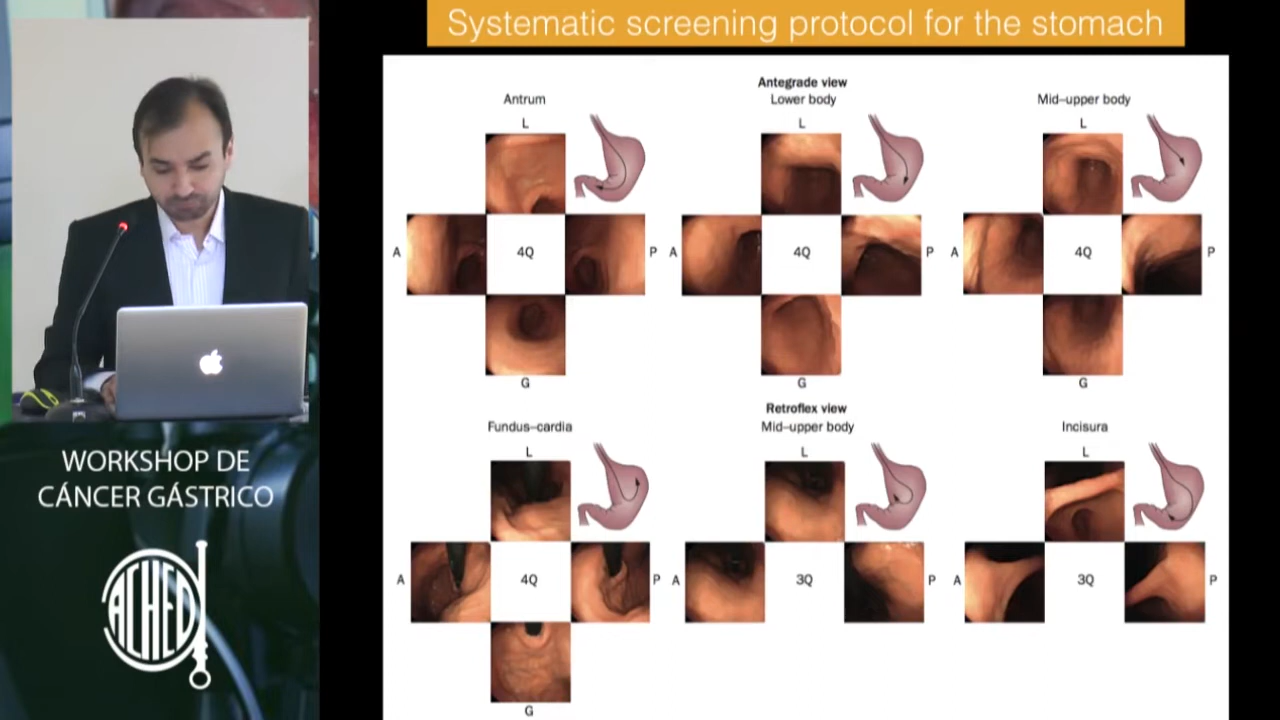 Systematic screening protocol for the stomach
Antegrade view
Antrum
Lower body
Mid–upper body
L
L
L
A
4Q
P
A
4Q
P
A
4Q
P
G
G
G
Retroflex view
Fundus–cardia
Mid–upper body
Incisura
L
L
L
A
4Q
P
A
3Q
P
A
3Q
P
G
WORKSHOP DE
CÁNCER GÁSTRICO
ACHED